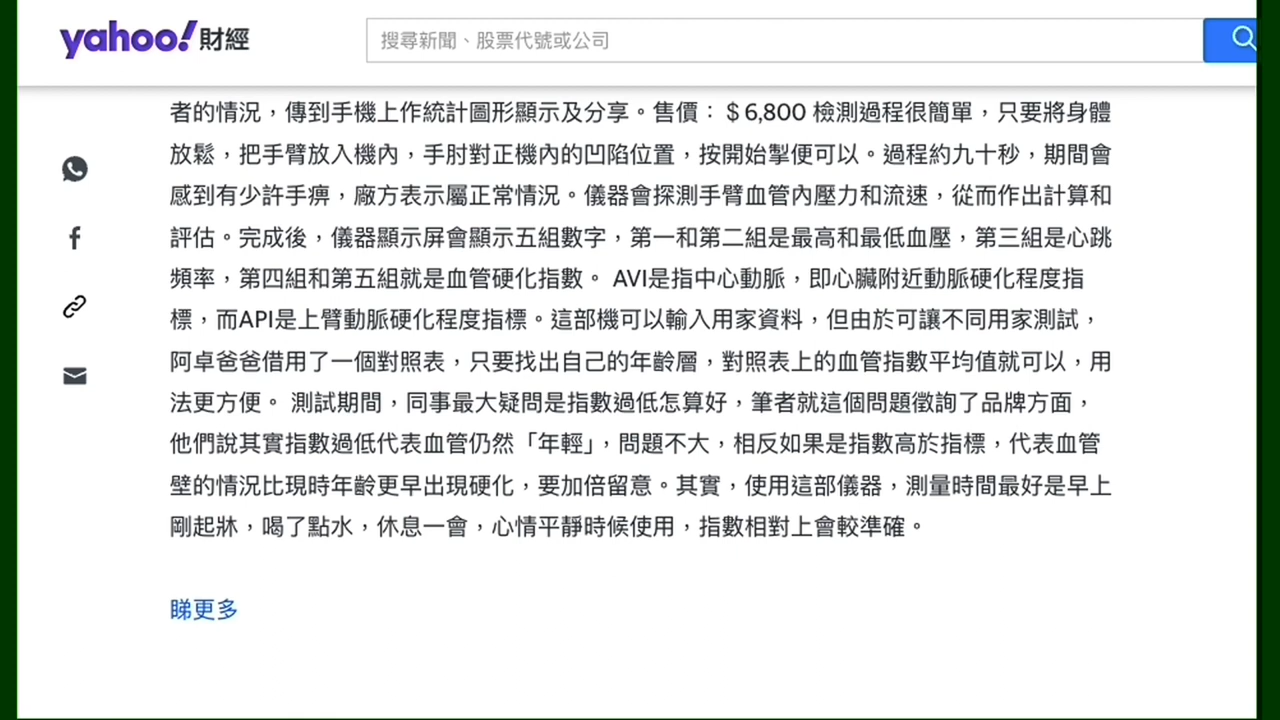 yahoo!財經
搜尋新聞、股票代號或公司
者的情況，傳到手機上作統計圖形顯示及分享。售價：＄6,800 檢測過程很簡單，只要將身體
放鬆，把手臂放入機內，手肘對正機內的凹陷位置，按開始掣便可以。過程約九十秒，期間會
感到有少許手痹，廠方表示屬正常情況。儀器會探測手臂血管內壓力和流速，從而作出計算和
評估。完成後，儀器顯示屏會顯示五組數字，第一和第二組是最高和最低血壓，第三組是心跳
頻率，第四組和第五組就是血管硬化指數。 AVI是指中心動脈，即心臟附近動脈硬化程度指
標，而API是上臂動脈硬化程度指標。這部機可以輸入用家資料，但由於可讓不同用家測試，
阿卓爸爸借用了一個對照表，只要找出自己的年齡層，對照表上的血管指數平均值就可以，用
法更方便。 測試期間，同事最大疑問是指數過低怎算好，筆者就這個問題徵詢了品牌方面，
他們說其實指數過低代表血管仍然「年輕」，問題不大，相反如果是指數高於指標，代表血管
壁的情況比現時年齡更早出現硬化，要加倍留意。其實，使用這部儀器，測量時間最好是早上
剛起牀，喝了點水，休息一會，心情平靜時候使用，指數相對上會較準確。
睇更多